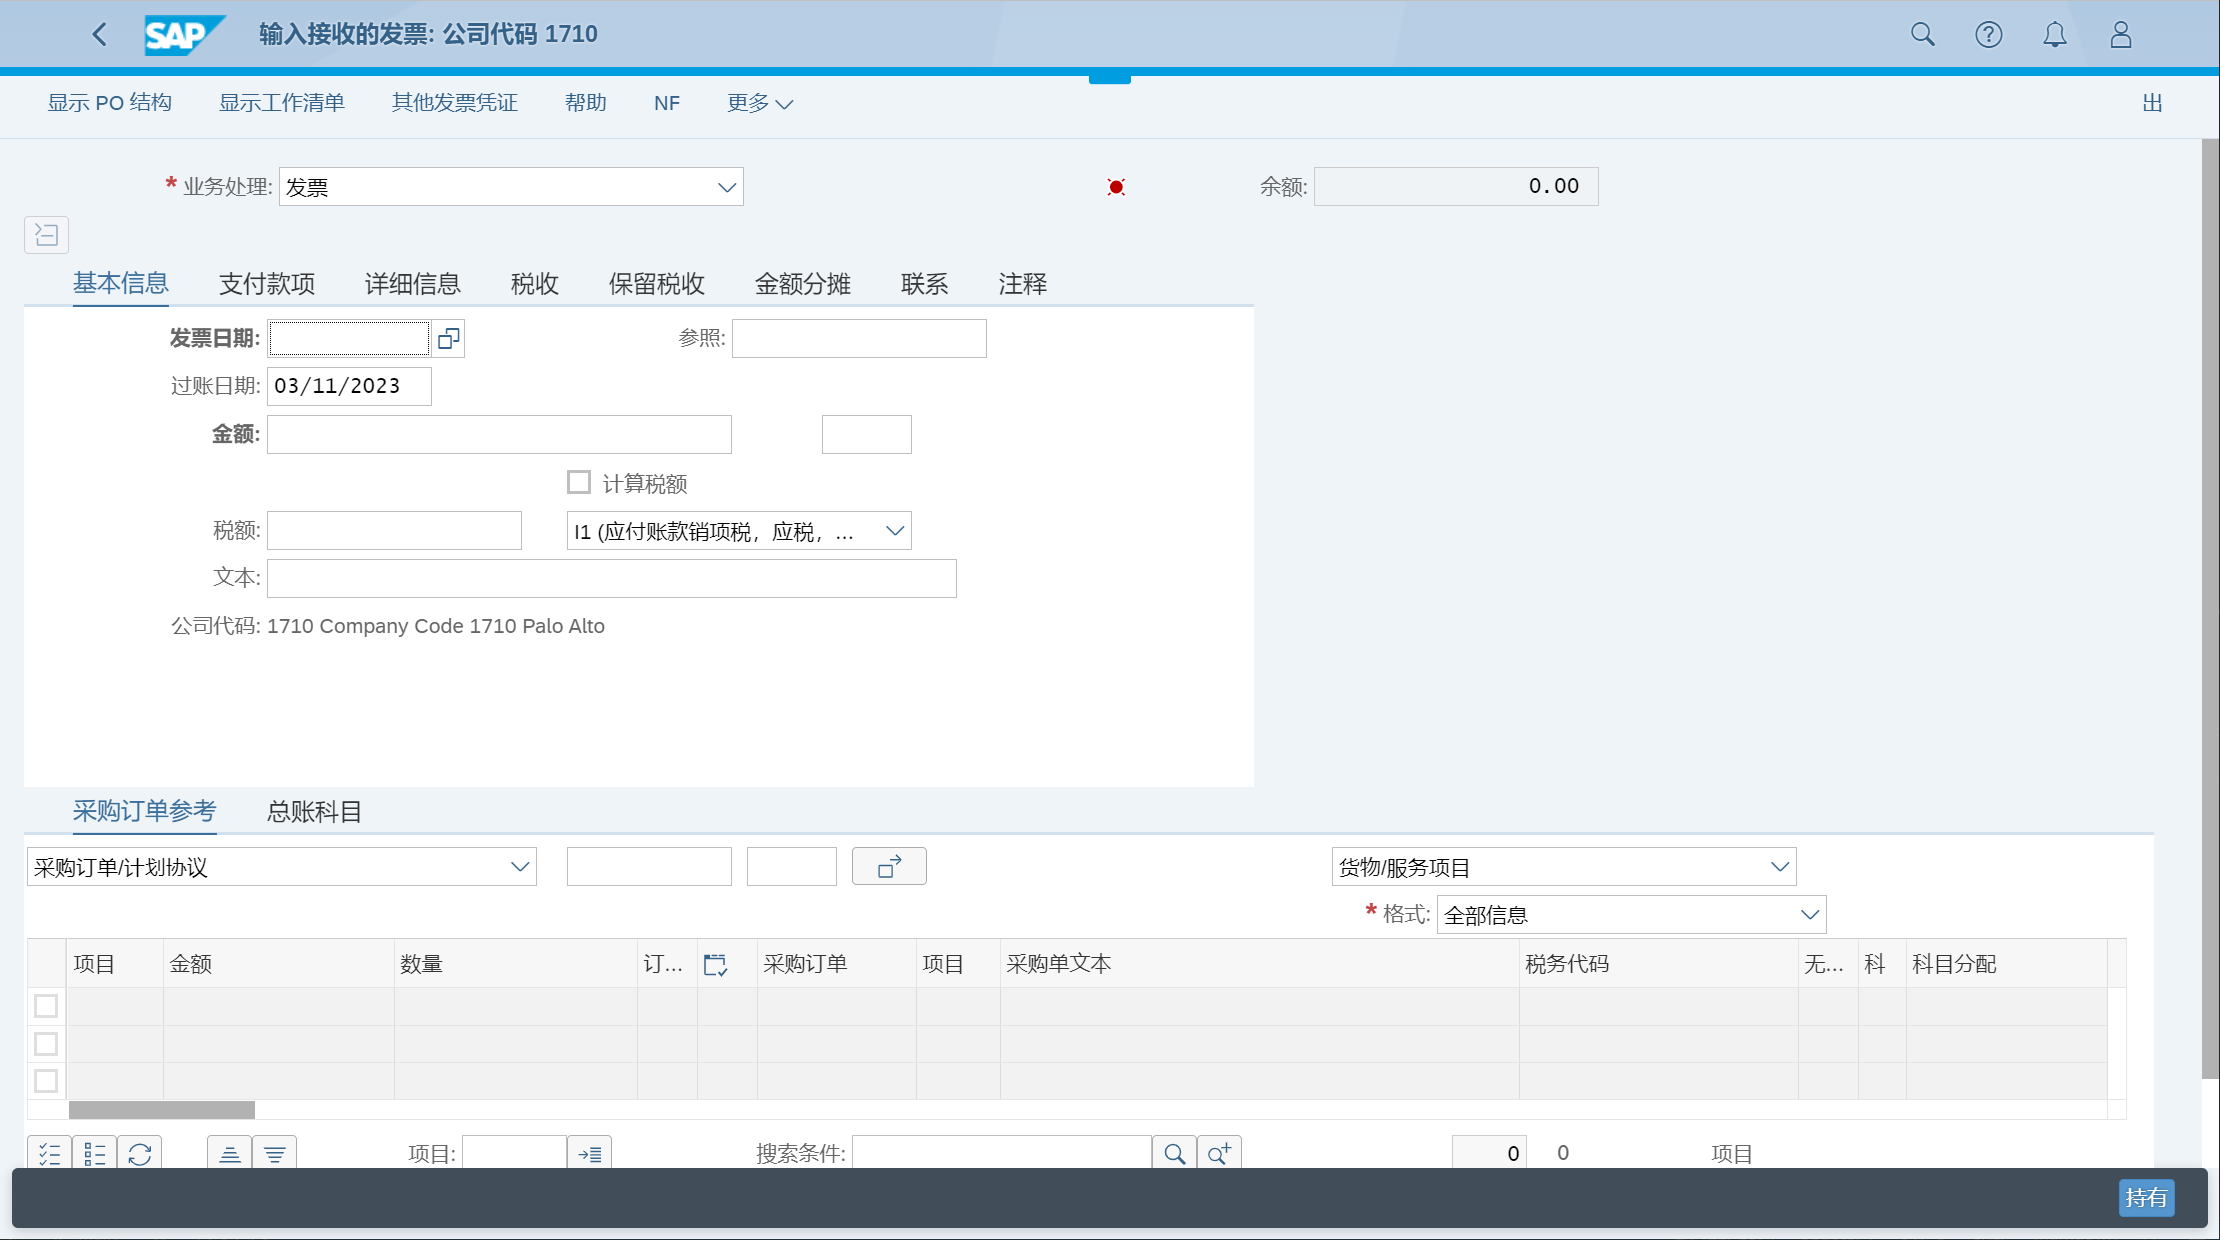 SAP 输入接收的发票: 公司代码 1710
显示 PO 结构 显示工作清单 其他发票凭证 帮助 NF 更多 出
* 业务处理: 发票 余额: 0.00
基本信息 支付款项 详细信息 税收 保留税收 金额分摊 联系 注释
发票日期: 参照:
过账日期: 03/11/2023
金额:
计算税额
税额: I1 (应付账款销项税，应税，...
文本:
公司代码: 1710 Company Code 1710 Palo Alto
采购订单参考 总账科目
采购订单/计划协议 货物/服务项目
* 格式: 全部信息
项目 金额 数量 订... 采购订单 项目 采购单文本 税务代码 无... 科 科目分配
项目: 搜索条件: 0 0 项目
持有